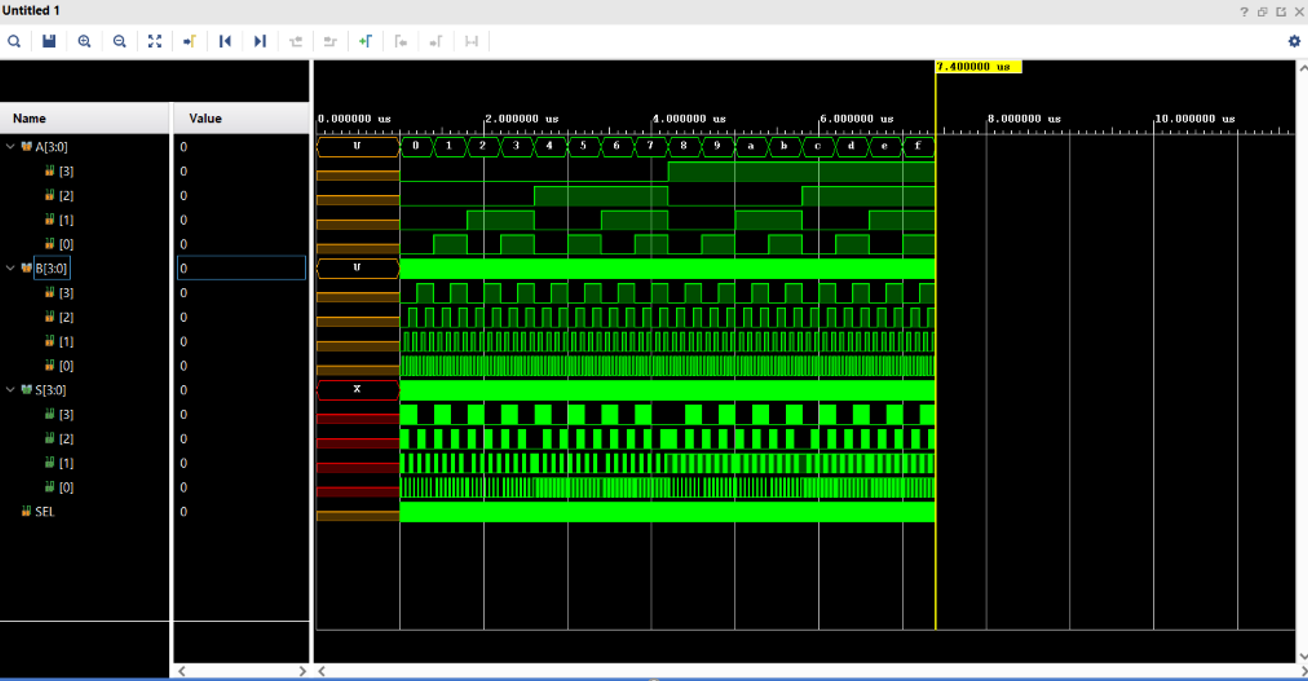 Untitled 1
?
7.400000 us
Name
Value
0.000000 us 2.000000 us 4.000000 us 6.000000 us 8.000000 us 10.000000 us
A[3:0] 0 U 0 1 2 3 4 5 6 7 8 9 a b c d e f
[3] 0
[2] 0
[1] 0
[0] 0
B[3:0] 0 U
[3] 0
[2] 0
[1] 0
[0] 0
S[3:0] 0 X
[3] 0
[2] 0
[1] 0
[0] 0
SEL 0